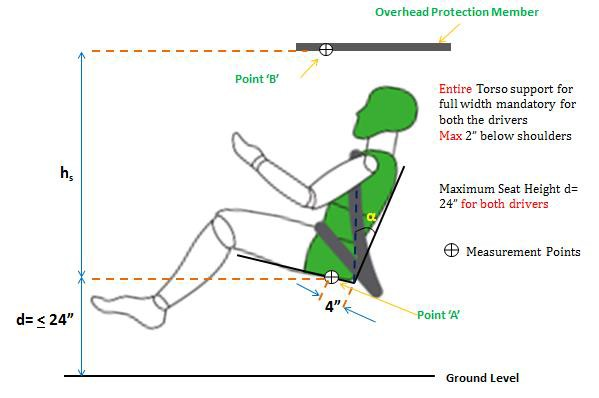 Overhead Protection Member
Point ‘B’
Entire Torso support for
full width mandatory for
both the drivers
Max 2” below shoulders
hs
Maximum Seat Height d=
24” for both drivers
α
Measurement Points
4”
Point ‘A’
d= ≤ 24”
Ground Level